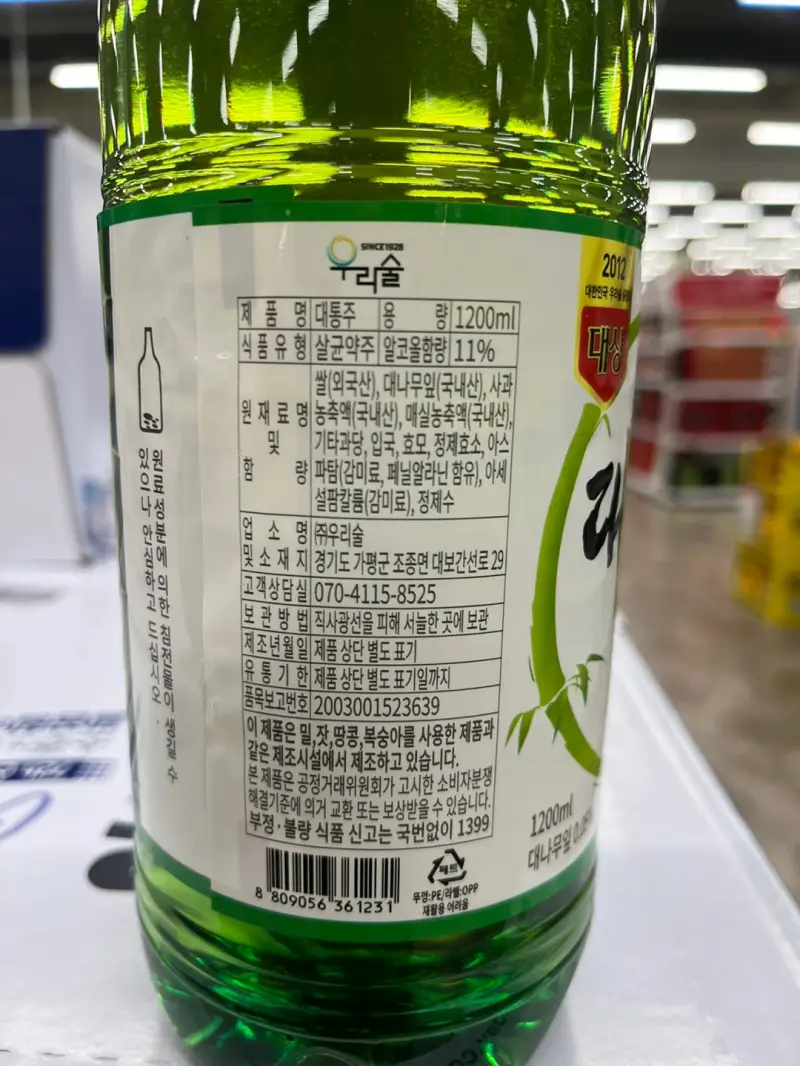 SINCE1928
우리술
제품명 대통주 용량 1200ml
식품유형 살균약주 알코올함량 11%
원재료명 및 함량
쌀(외국산), 대나무잎(국내산), 사과
농축액(국내산), 매실농축액(국내산),
기타과당, 입국, 효모, 정제효소, 아스
파탐(감미료, 페닐알라닌 함유), 아세
설팜칼륨(감미료), 정제수
업소명 ㈜우리술
및소재지 경기도 가평군 조종면 대보간선로 29
고객상담실 070-4115-8525
보관방법 직사광선을 피해 서늘한 곳에 보관
제조년월일 제품 상단 별도 표기
유통기한 제품 상단 별도 표기일까지
품목보고번호 2003001523639
이 제품은 밀,잣,땅콩,복숭아를 사용한 제품과
같은 제조시설에서 제조하고 있습니다.
본 제품은 공정거래위원회가 고시한 소비자분쟁
해결기준에 의거 교환 또는 보상받을 수 있습니다.
부정·불량 식품 신고는 국번없이 1399
8 809056 361231
페트
뚜껑:PE/라벨:OPP
재활용 어려움
원료성분에 의한 침전물이 생길 수
있으나 안심하고 드십시오.
2012
대한민국 우리술
대상
1200ml
대나무잎